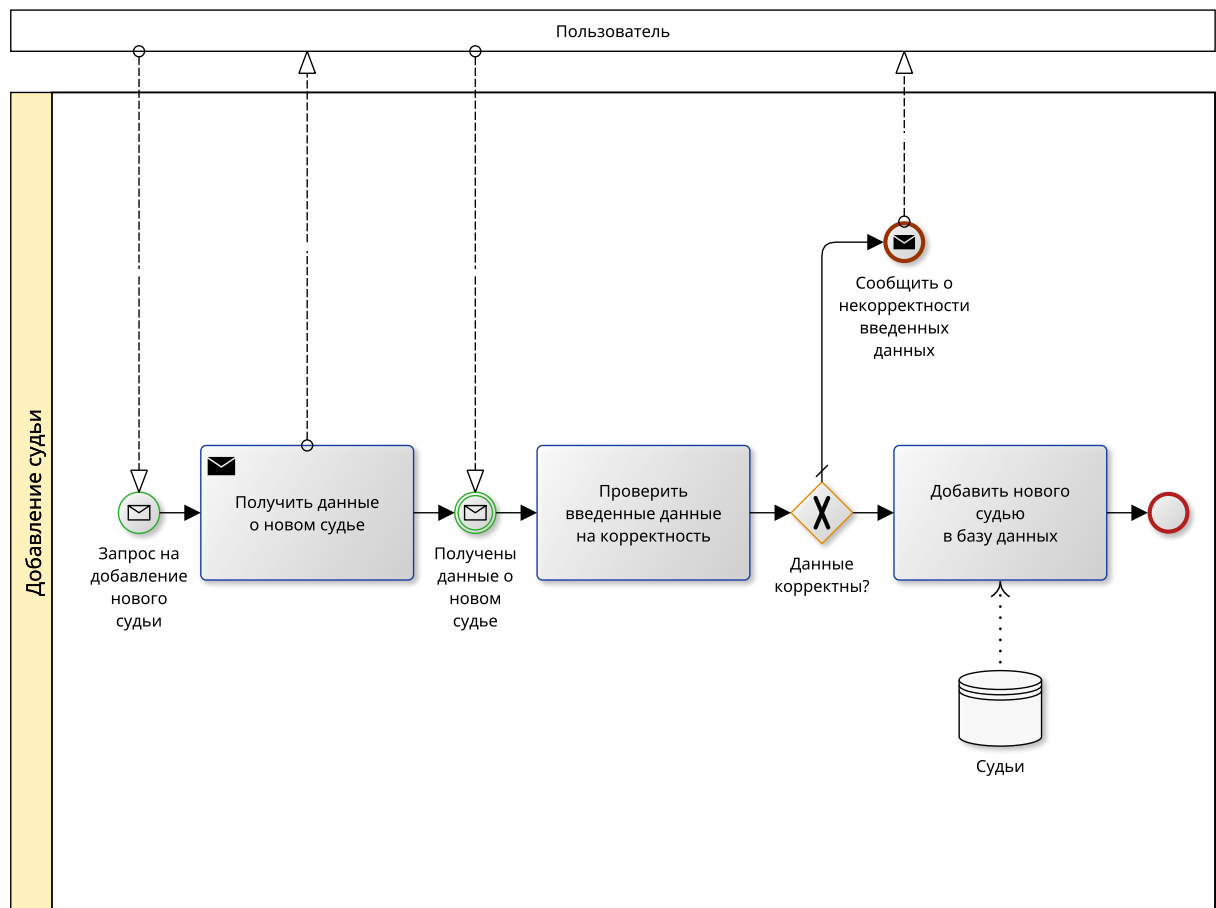 Пользователь
Добавление судьи
Сообщить о
некорректности
введенных
данных
Получить данные
о новом судье
Проверить
введенные данные
на корректность
Добавить нового
судью
в базу данных
Запрос на
добавление
нового
судьи
Получены
данные о
новом
судье
Данные
корректны?
Судьи